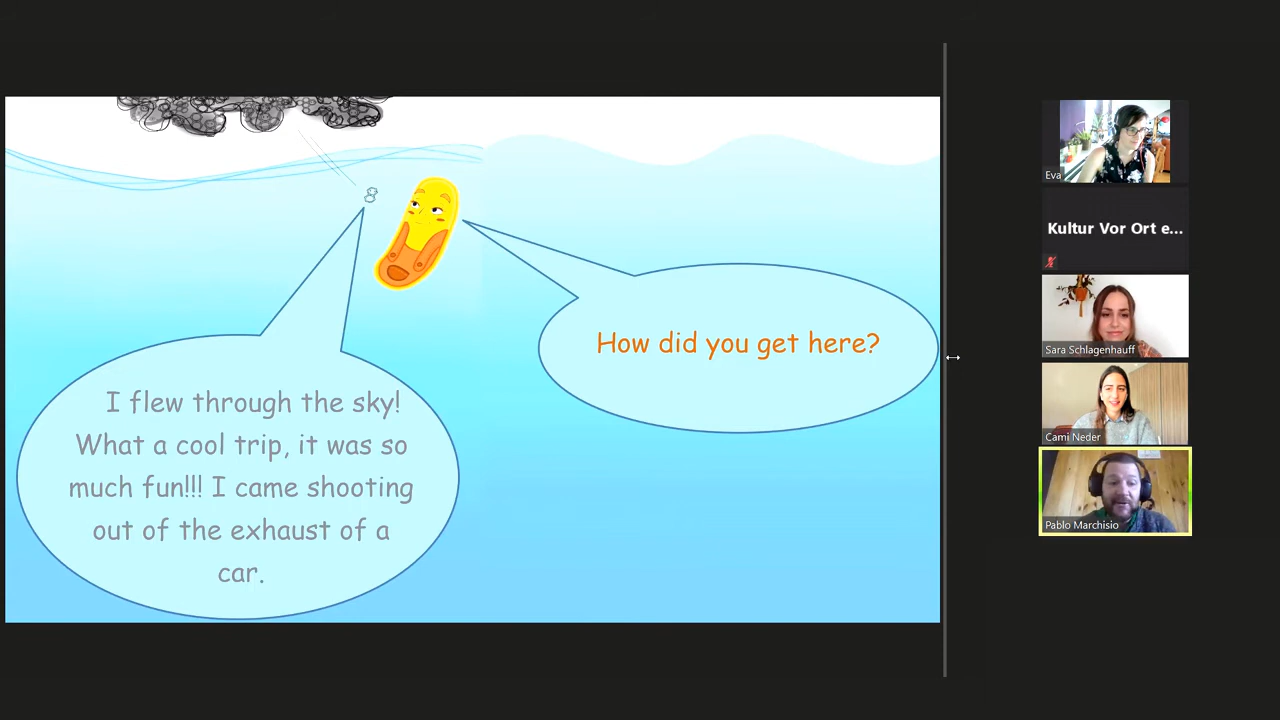 How did you get here?
I flew through the sky!
What a cool trip, it was so
much fun!!! I came shooting
out of the exhaust of a
car.
Eva
Kultur Vor Ort e...
Sara Schlagenhauff
Cami Neder
Pablo Marchisio